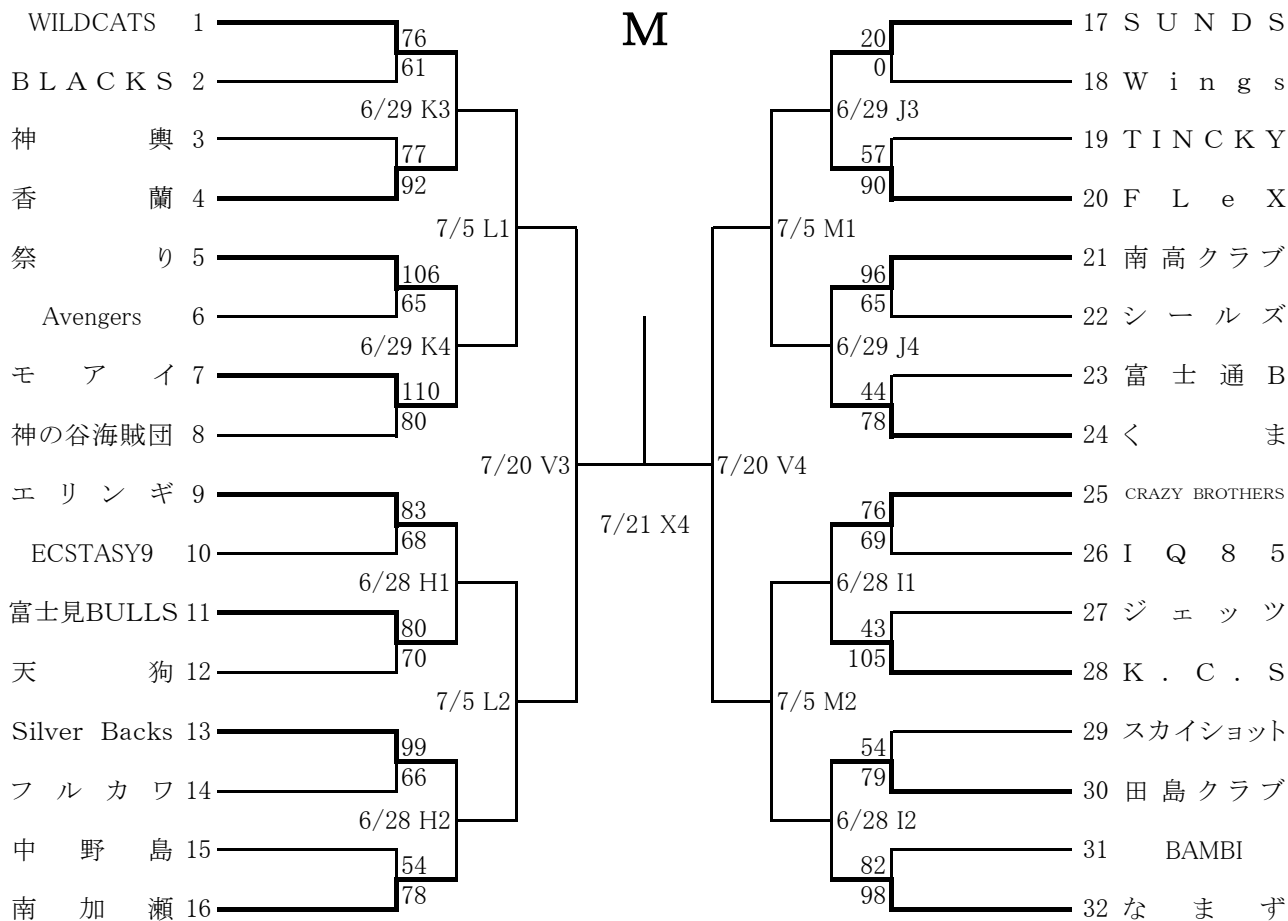 M
WILDCATS 1
76
61
BLACKS 2
6/29 K3
神輿 3
77
92
香蘭 4
7/5 L1
祭り 5
106
65
Avengers 6
6/29 K4
モアイ 7
110
80
神の谷海賊団 8
7/20 V3
エリンギ 9
83
68
ECSTASY9 10
6/28 H1
富士見BULLS 11
80
70
天狗 12
7/5 L2
Silver Backs 13
99
66
フルカワ 14
6/28 H2
中野島 15
54
78
南加瀬 16
7/21 X4
17 SUNDS
20
0
18 Wings
6/29 J3
19 TINCKY
57
90
20 FLeX
7/5 M1
21 南高クラブ
96
65
22 シールズ
6/29 J4
23 富士通B
44
78
24 くま
7/20 V4
25 CRAZY BROTHERS
76
69
26 IQ85
6/28 I1
27 ジェッツ
43
105
28 K.C.S
7/5 M2
29 スカイショット
54
79
30 田島クラブ
6/28 I2
31 BAMBI
82
98
32 なまず